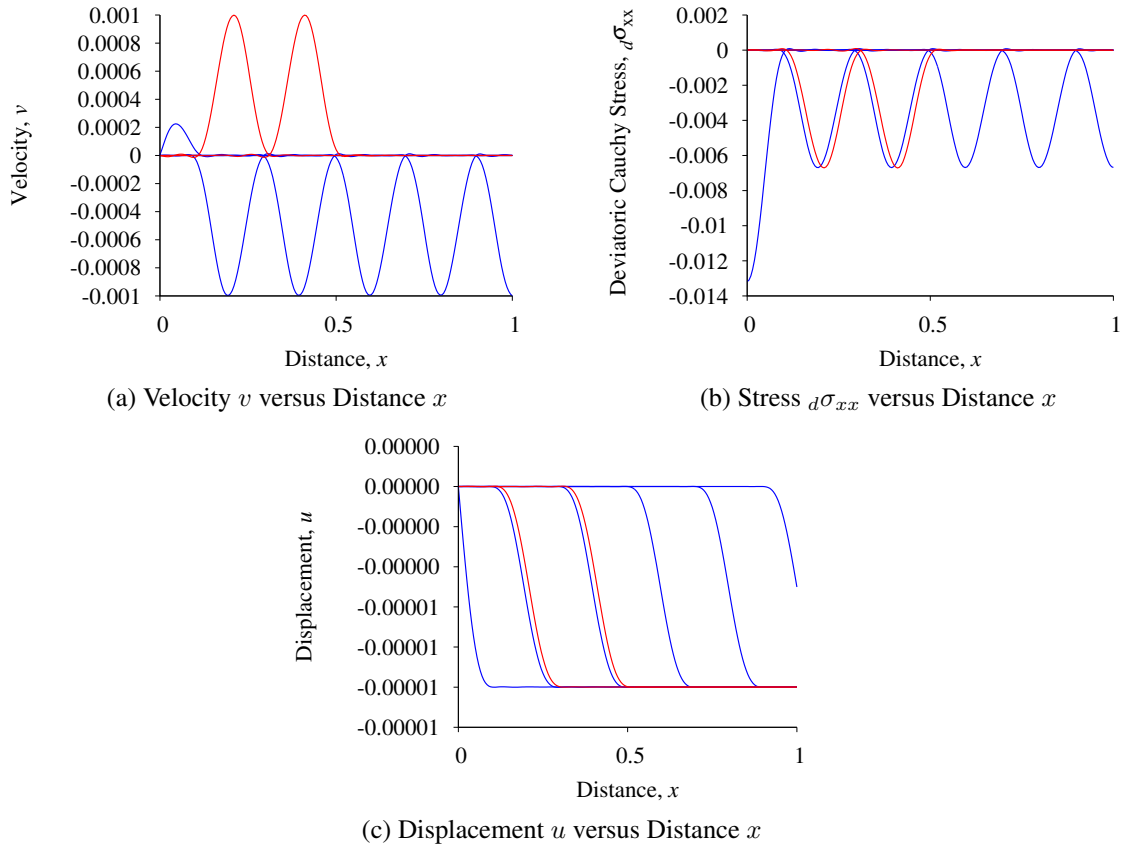 0.001
0.0008
0.0006
0.0004
0.0002
0
-0.0002
-0.0004
-0.0006
-0.0008
-0.001
Velocity, v
0 0.5 1
Distance, x
(a) Velocity v versus Distance x
0.002
0
-0.002
-0.004
-0.006
-0.008
-0.01
-0.012
-0.014
Deviatoric Cauchy Stress, dσxx
0 0.5 1
Distance, x
(b) Stress dσxx versus Distance x
0.00000
0.00000
-0.00000
-0.00000
-0.00001
-0.00001
-0.00001
-0.00001
Displacement, u
0 0.5 1
Distance, x
(c) Displacement u versus Distance x